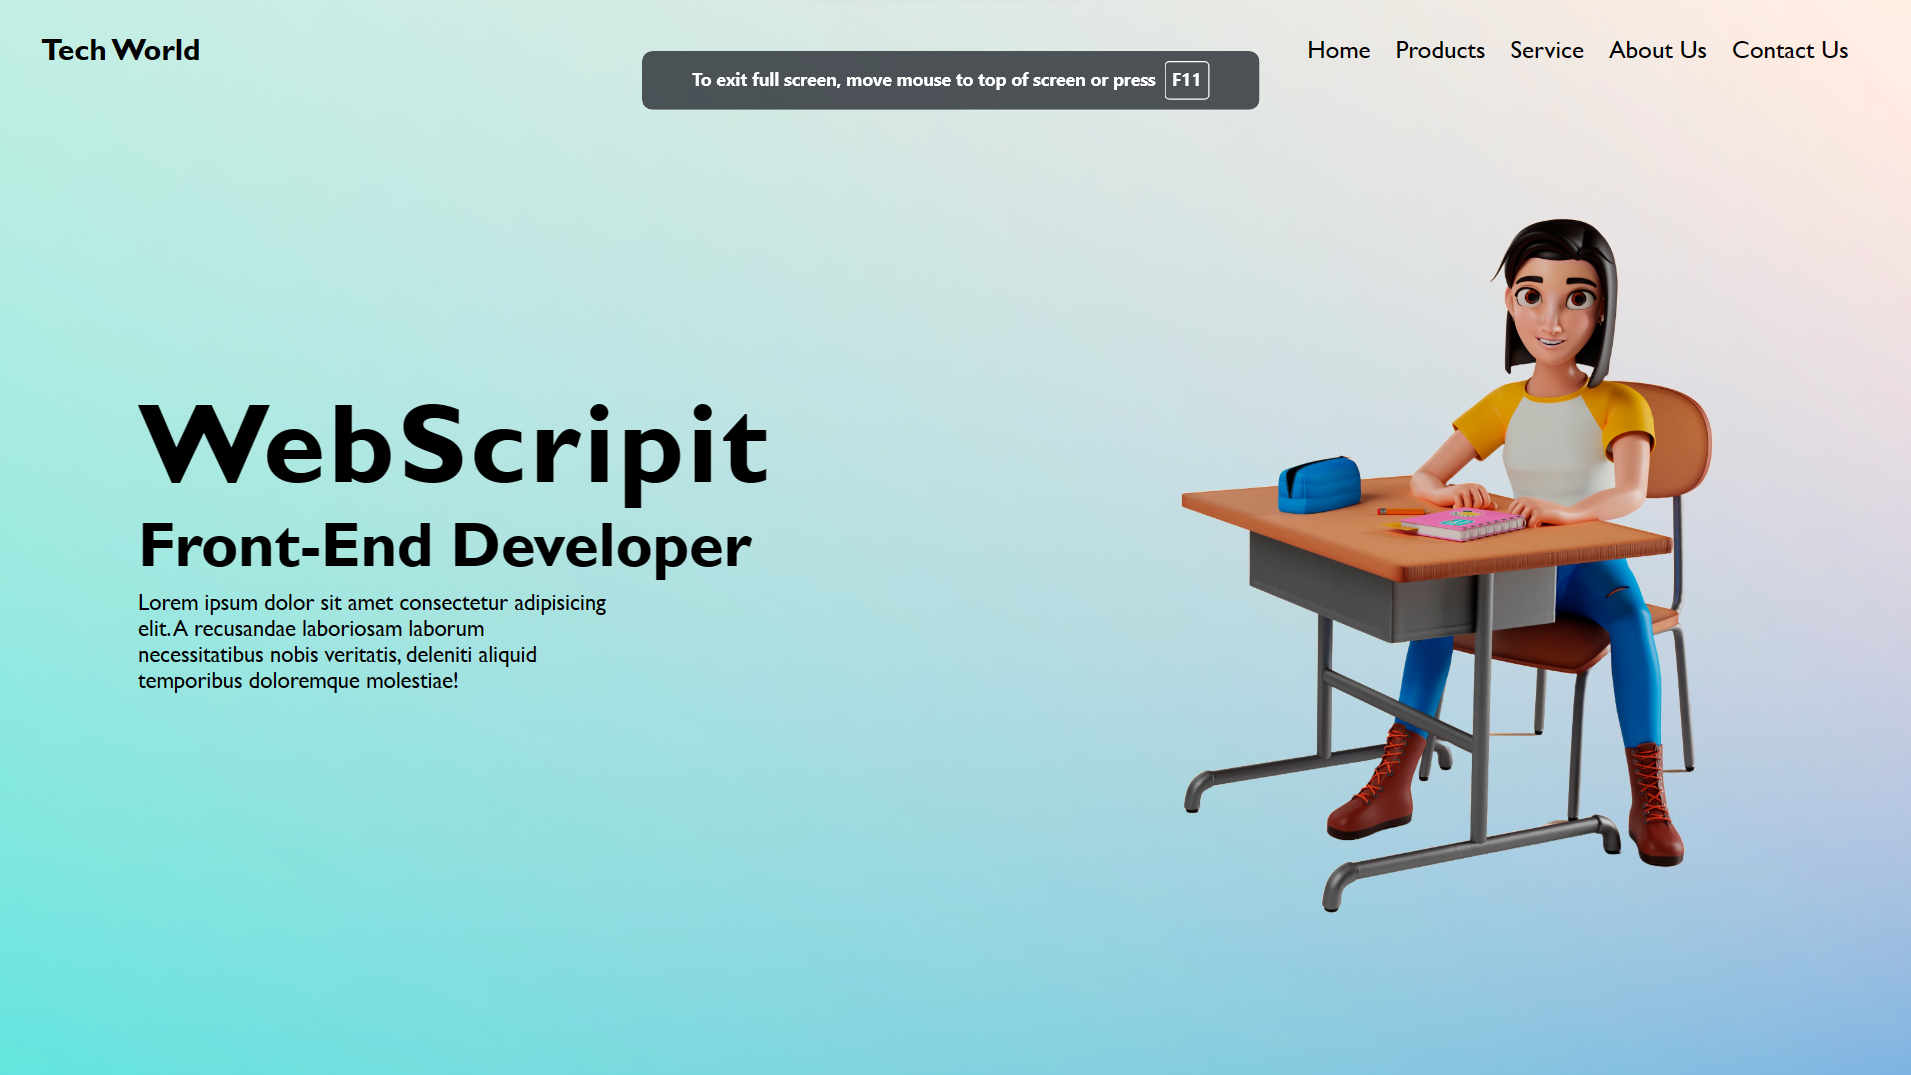 Tech World
To exit full screen, move mouse to top of screen or press F11
Home Products Service About Us Contact Us
WebScripit
Front-End Developer
Lorem ipsum dolor sit amet consectetur adipisicing
elit. A recusandae laboriosam laborum
necessitatibus nobis veritatis, deleniti aliquid
temporibus doloremque molestiae!